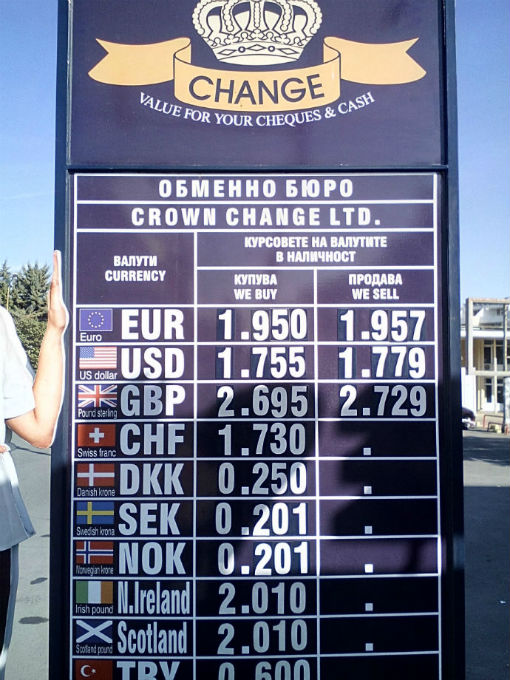 CHANGE
VALUE FOR YOUR CHEQUES & CASH
ОБМЕННО БЮРО
CROWN CHANGE LTD.
ВАЛУТИ
CURRENCY
КУРСОВЕТЕ НА ВАЛУТИТЕ
В НАЛИЧНОСТ
КУПУВА
WE BUY
ПРОДАВА
WE SELL
Euro EUR 1.950 1.957
US dollar USD 1.755 1.779
Pound sterling GBP 2.695 2.729
Swiss franc CHF 1.730 .
Danish krone DKK 0.250 .
Swedish krona SEK 0.201 .
Norwegian krone NOK 0.201 .
Irish pound N.Ireland 2.010 .
Scotland pound Scotland 2.010 .
TRY 0.600